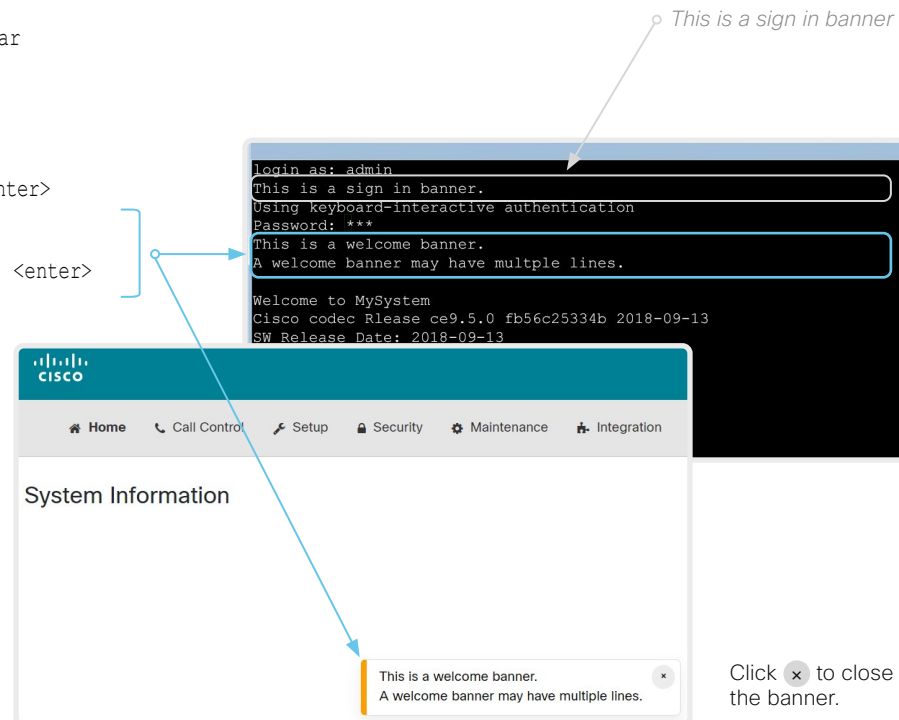 This is a sign in banner
ar
nter>
<enter>
login as: admin
This is a sign in banner.
Using keyboard-interactive authentication
Password: ***
This is a welcome banner.
A welcome banner may have multple lines.
Welcome to MySystem
Cisco codec Rlease ce9.5.0 fb56c25334b 2018-09-13
SW Release Date: 2018-09-13
CISCO
Home Call Control Setup Security Maintenance Integration
System Information
This is a welcome banner. ×
A welcome banner may have multiple lines.
Click × to close
the banner.